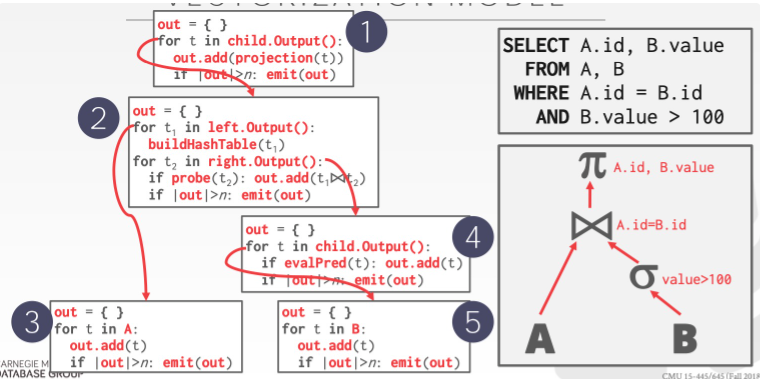 VECTORIZATION MODEL
1
out = { }
for t in child.Output():
out.add(projection(t))
if |out|>n: emit(out)
2
out = { }
for t₁ in left.Output():
buildHashTable(t₁)
for t₂ in right.Output():
if probe(t₂): out.add(t₁⋈t₂)
if |out|>n: emit(out)
4
out = { }
for t in child.Output():
if evalPred(t): out.add(t)
if |out|>n: emit(out)
3
out = { }
for t in A:
out.add(t)
if |out|>n: emit(out)
5
out = { }
for t in B:
out.add(t)
if |out|>n: emit(out)
SELECT A.id, B.value
FROM A, B
WHERE A.id = B.id
AND B.value > 100
π A.id, B.value
⋈ A.id=B.id
σ value>100
A B
ARNEGIE M
DATABASE GROUP
CMU 15-445/645 (Fall 2018